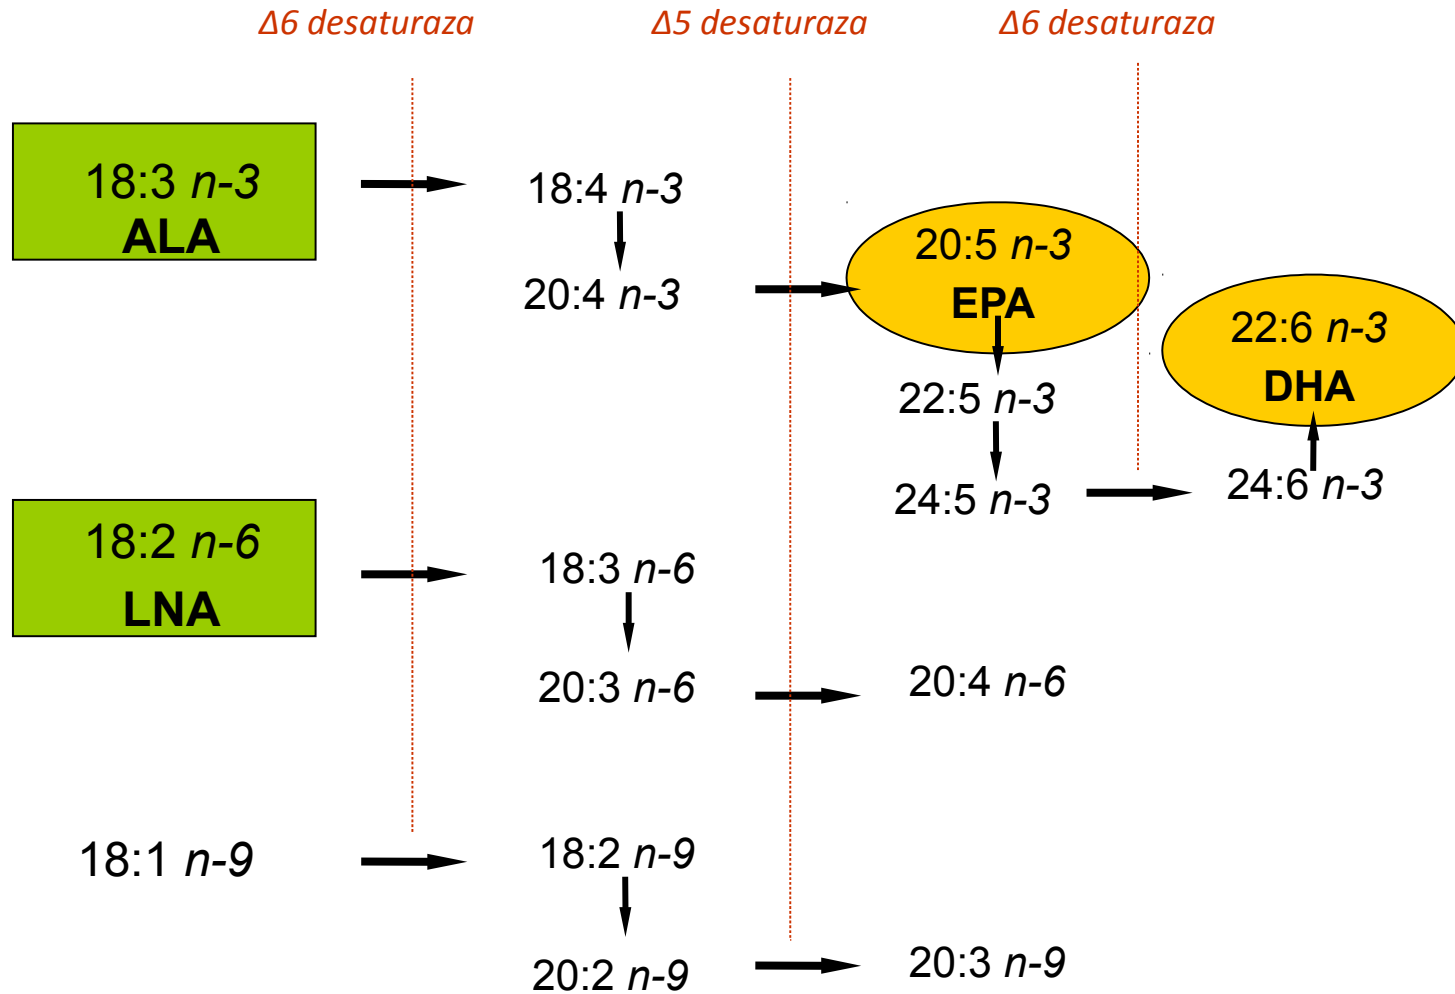 Δ6 desaturaza
Δ5 desaturaza
Δ6 desaturaza
18:3 n-3
ALA
18:4 n-3
20:4 n-3
20:5 n-3
EPA
22:5 n-3
24:5 n-3
22:6 n-3
DHA
24:6 n-3
18:2 n-6
LNA
18:3 n-6
20:3 n-6
20:4 n-6
18:1 n-9
18:2 n-9
20:2 n-9
20:3 n-9